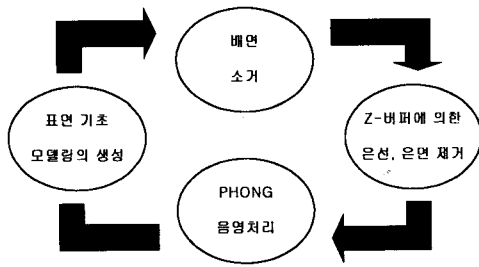 배면
소거
표면 기초
모델링의 생성
Z-버퍼에 의한
은선, 은면 제거
PHONG
음영처리